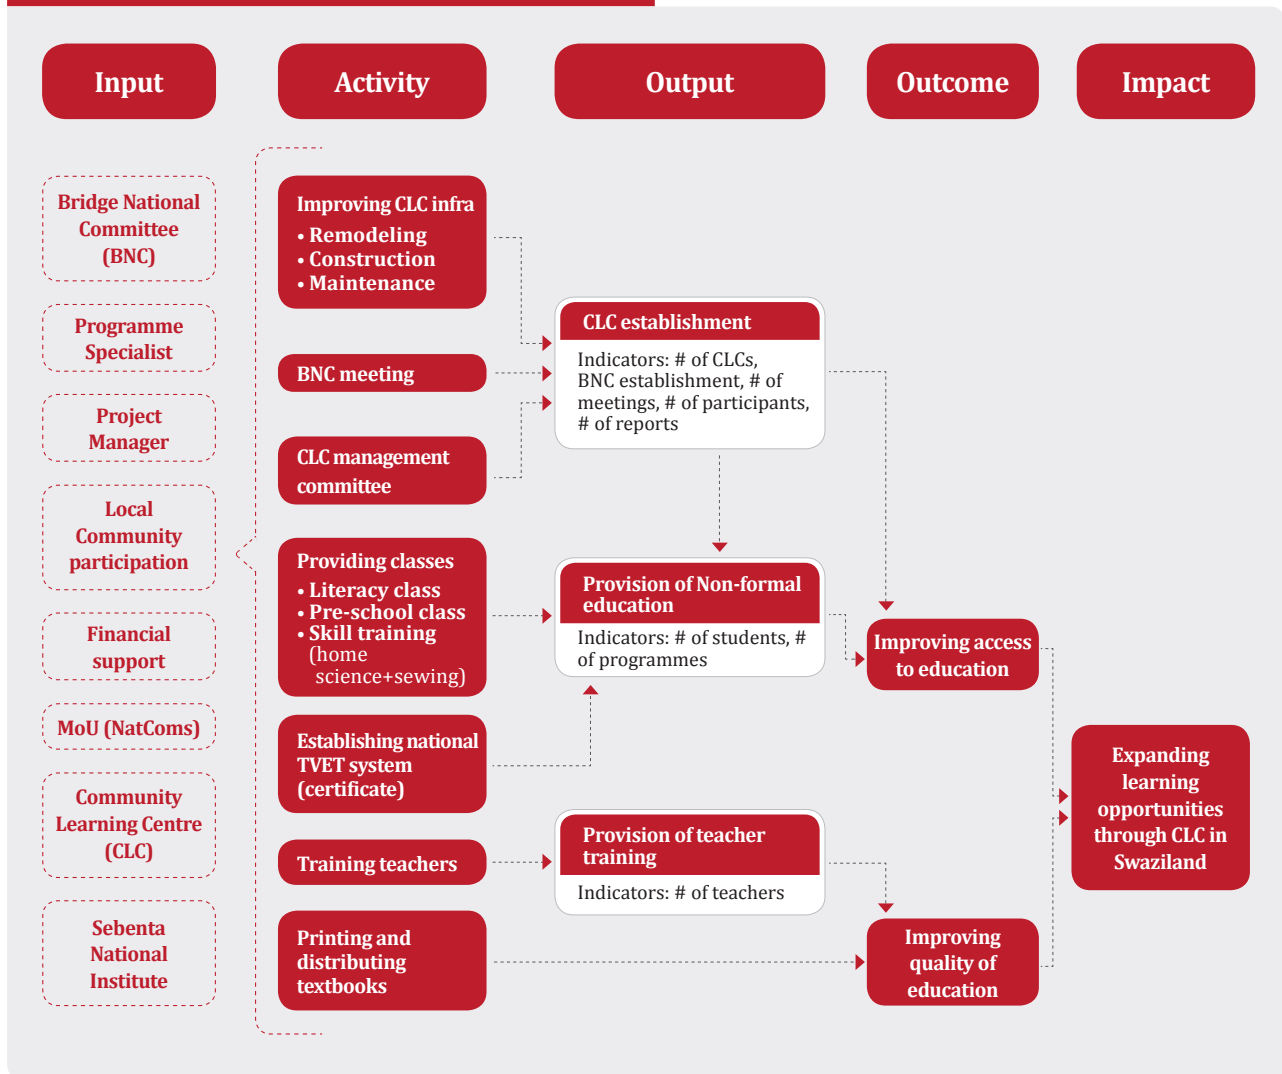 Input
Activity
Output
Outcome
Impact
Bridge National
Committee
(BNC)
Programme
Specialist
Project
Manager
Local
Community
participation
Financial
support
MoU (NatComs)
Community
Learning Centre
(CLC)
Sebenta
National
Institute
Improving CLC infra
• Remodeling
• Construction
• Maintenance
BNC meeting
CLC management
committee
Providing classes
• Literacy class
• Pre-school class
• Skill training
(home
science+sewing)
Establishing national
TVET system
(certificate)
Training teachers
Printing and
distributing
textbooks
CLC establishment
Indicators: # of CLCs,
BNC establishment, # of
meetings, # of participants,
# of reports
Provision of Non-formal
education
Indicators: # of students, #
of programmes
Provision of teacher
training
Indicators: # of teachers
Improving access
to education
Improving
quality of
education
Expanding
learning
opportunities
through CLC in
Swaziland